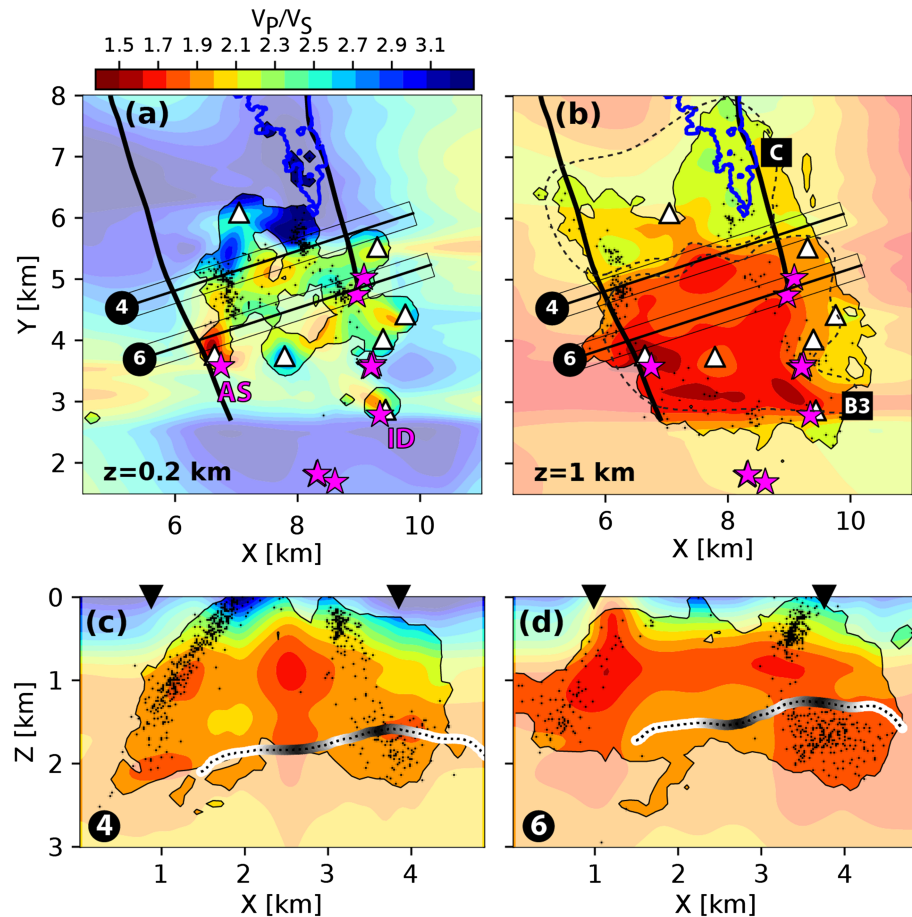 VP/VS
1.5 1.7 1.9 2.1 2.3 2.5 2.7 2.9 3.1
(a)
(b)
C
4
6
4
6
AS
ID
B3
z=0.2 km
z=1 km
8
7
6
5
4
3
2
Y [km]
6 8 10
6 8 10
X [km]
X [km]
(c)
(d)
0
1
2
3
Z [km]
4
6
1 2 3 4
1 2 3 4
X [km]
X [km]